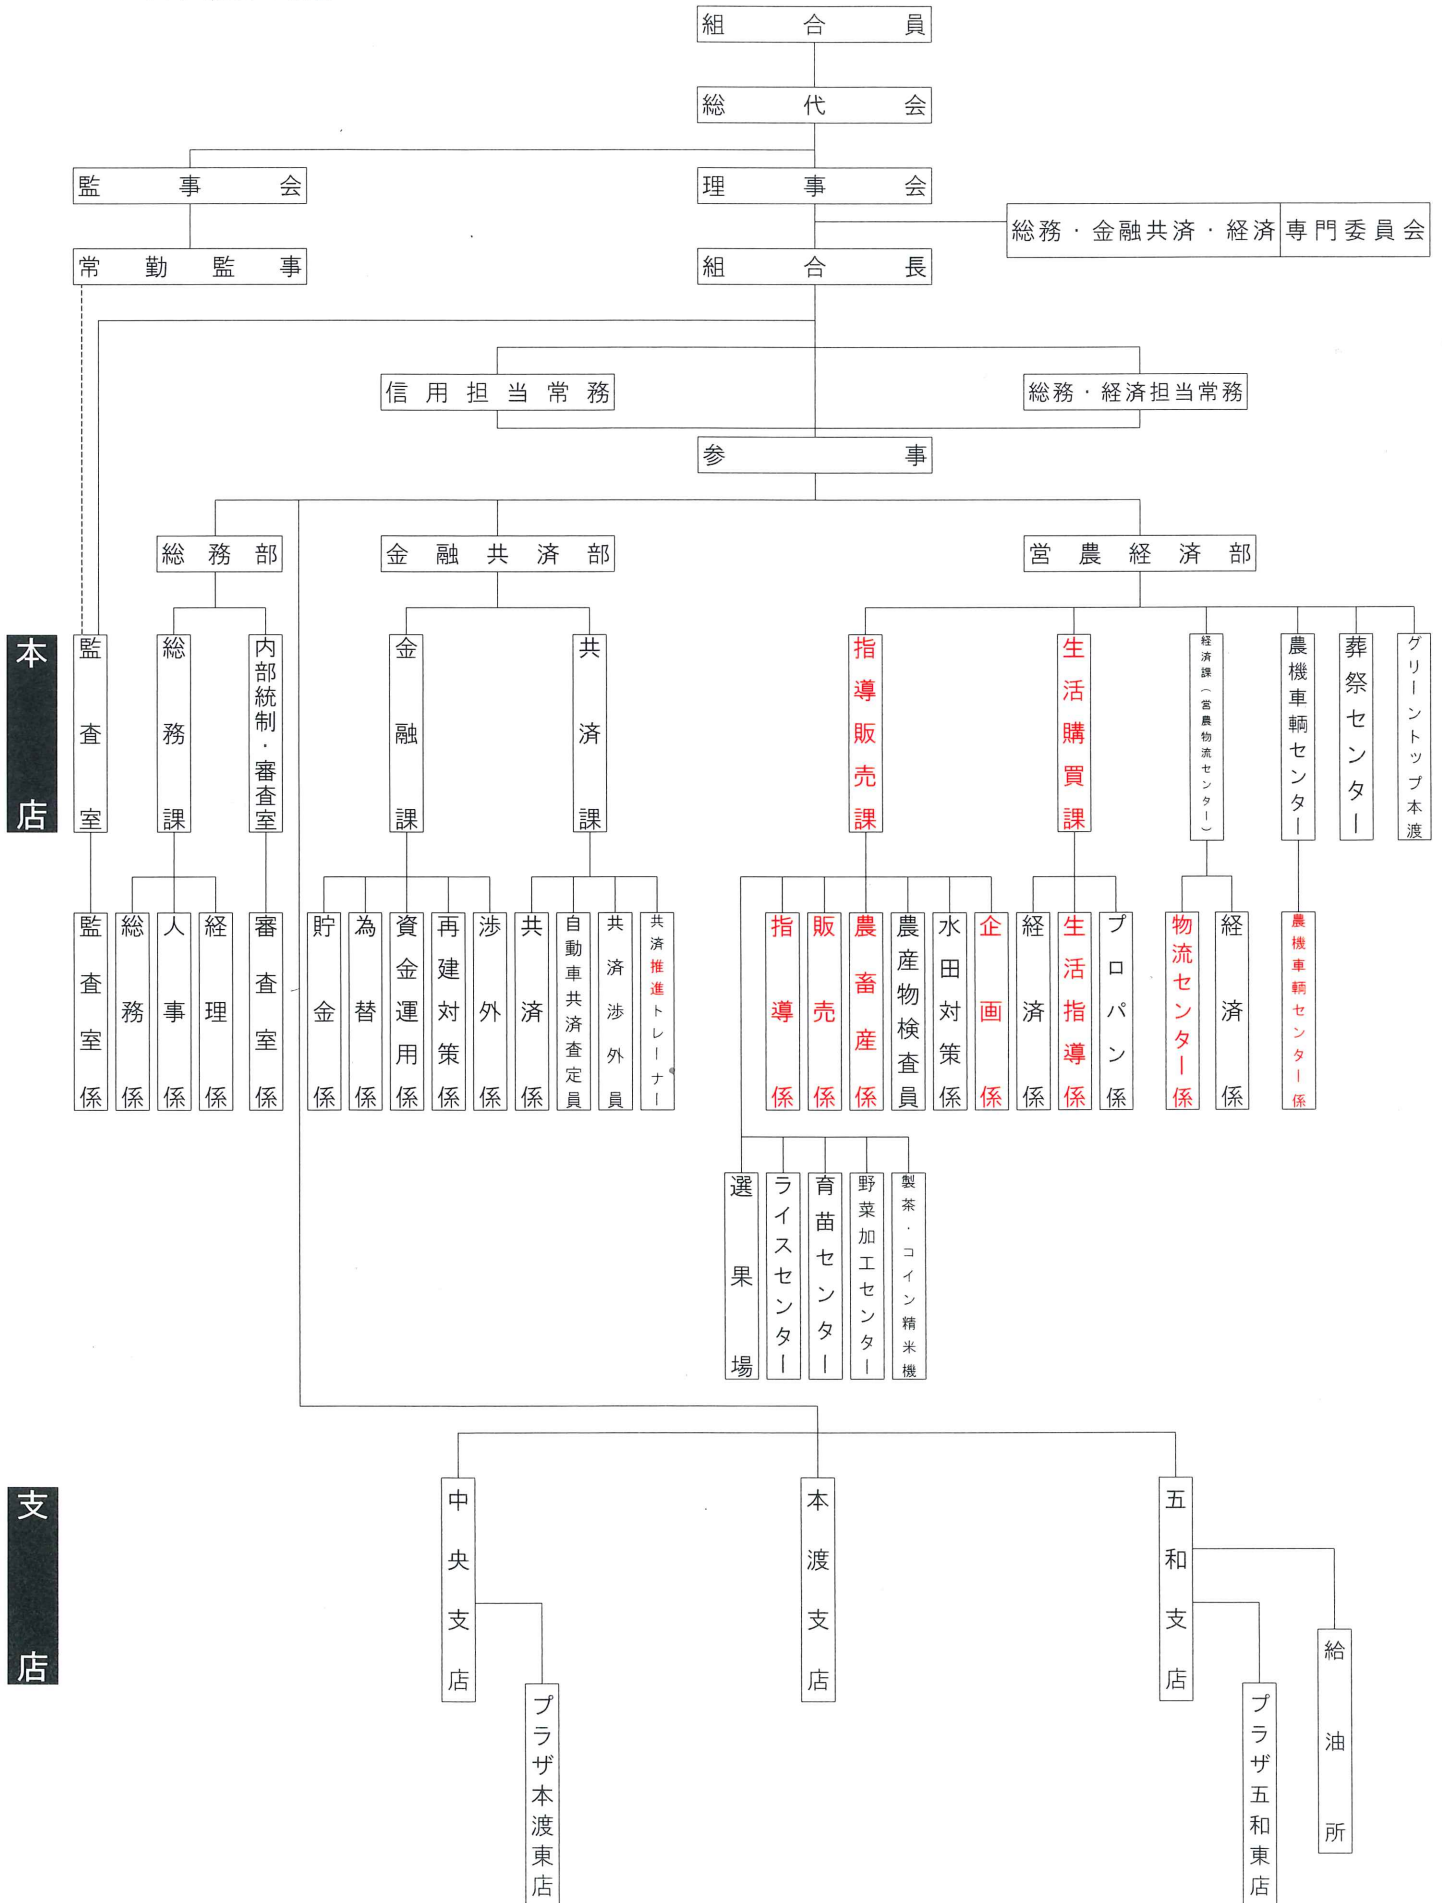 組合員
総代会
監事会
理事会
総務・金融共済・経済 専門委員会
常勤監事
組合長
信用担当常務
総務・経済担当常務
参事
総務部
金融共済部
営農経済部
本店
監査室
総務課
内部統制・審査室
金融課
共済課
指導販売課
生活購買課
経済課(営農物流センター)
農機車輌センター
葬祭センター
グリーントップ本渡
監査室係
総務係
人事係
経理係
審査室係
貯金係
為替係
資金運用係
再建対策係
渉外係
共済係
自動車共済査定員
共済渉外員
共済推進トレーナー
指導係
販売係
農畜産係
農産物検査員
水田対策係
企画係
経済係
生活指導係
プロパン係
物流センター係
経済係
農機車輌センター係
選果場
ライスセンター
育苗センター
野菜加工センター
製茶・コイン精米機
支店
中央支店
本渡支店
五和支店
プラザ本渡東店
プラザ五和東店
給油所